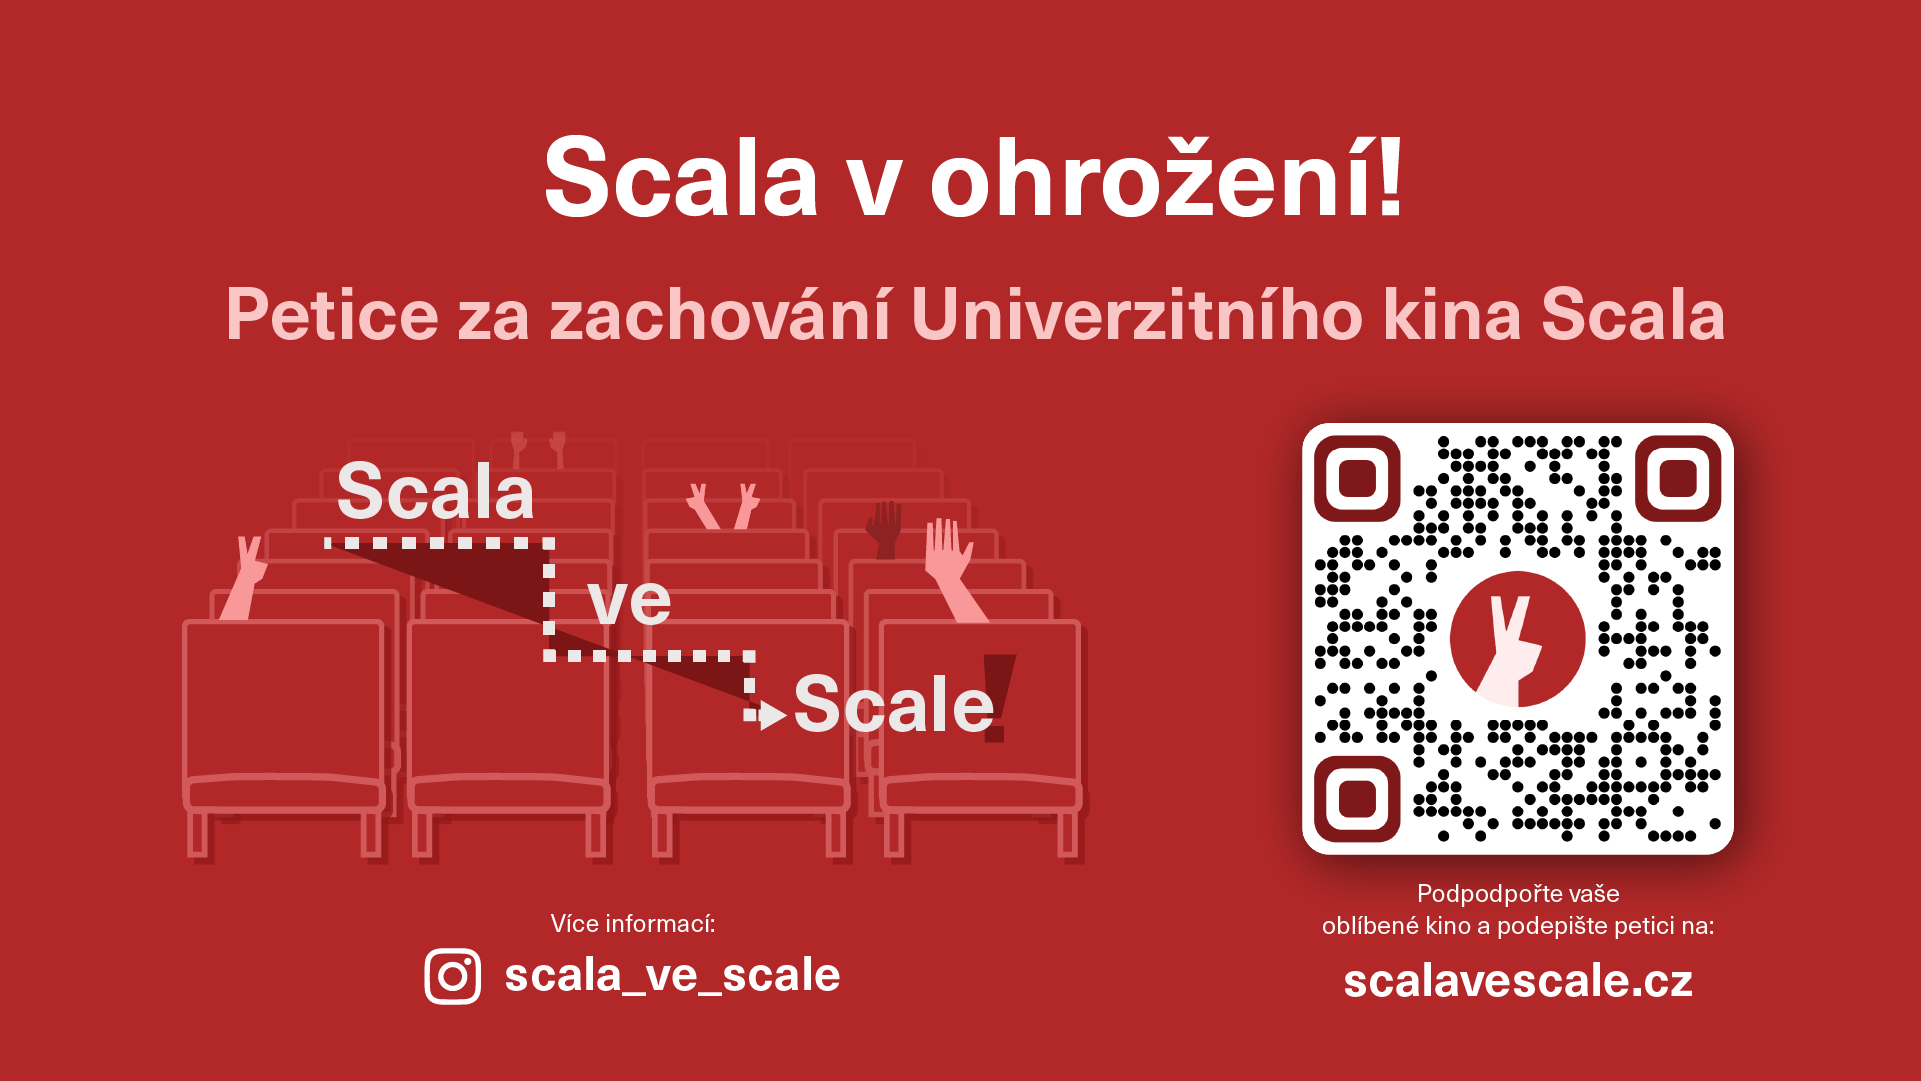 Scala v ohrožení!
Petice za zachování Univerzitního kina Scala
Scala
ve
Scale!
Více informací:
scala_ve_scale
Podpodpořte vaše
oblíbené kino a podepište petici na:
scalavescale.cz